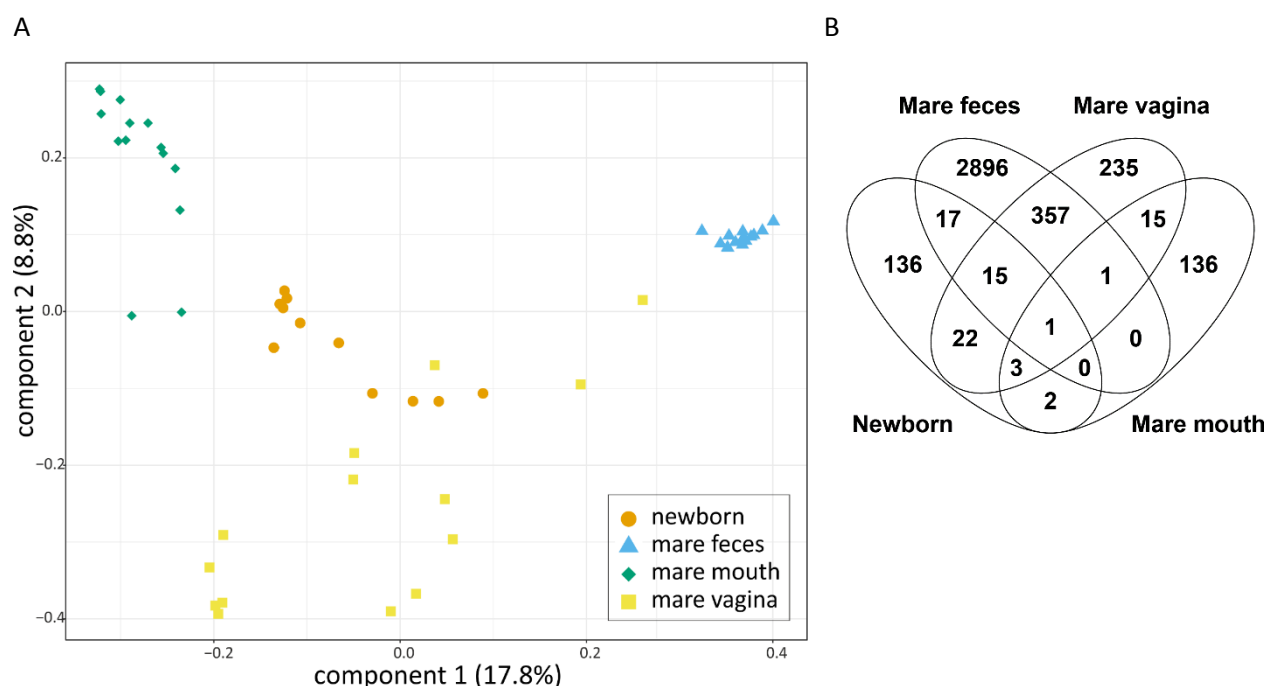 A
B
component 2 (8.8%)
0.2
0.0
−0.2
−0.4
−0.2
0.0
0.2
0.4
component 1 (17.8%)
newborn
mare feces
mare mouth
mare vagina
Mare feces
Mare vagina
2896
235
17
357
15
136
15
1
136
22
1
0
3
0
2
Newborn
Mare mouth